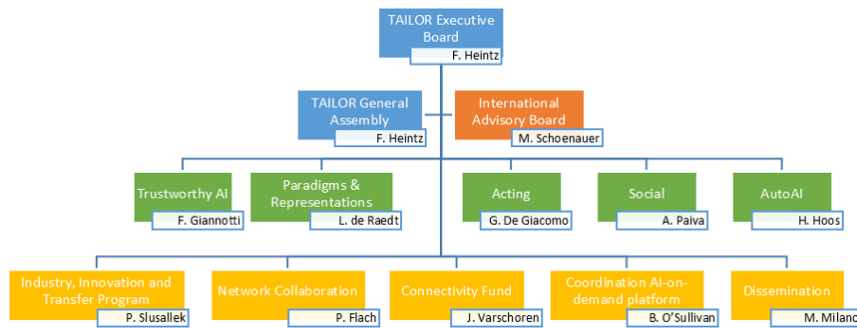 TAILOR Executive
Board
F. Heintz
TAILOR General
Assembly
F. Heintz
International
Advisory Board
M. Schoenauer
Trustworthy AI
F. Giannotti
Paradigms &
Representations
L. de Raedt
Acting
G. De Giacomo
Social
A. Paiva
AutoAI
H. Hoos
Industry, Innovation and
Transfer Program
P. Slusallek
Network Collaboration
P. Flach
Connectivity Fund
J. Varschoren
Coordination AI-on-
demand platform
B. O'Sullivan
Dissemination
M. Milano